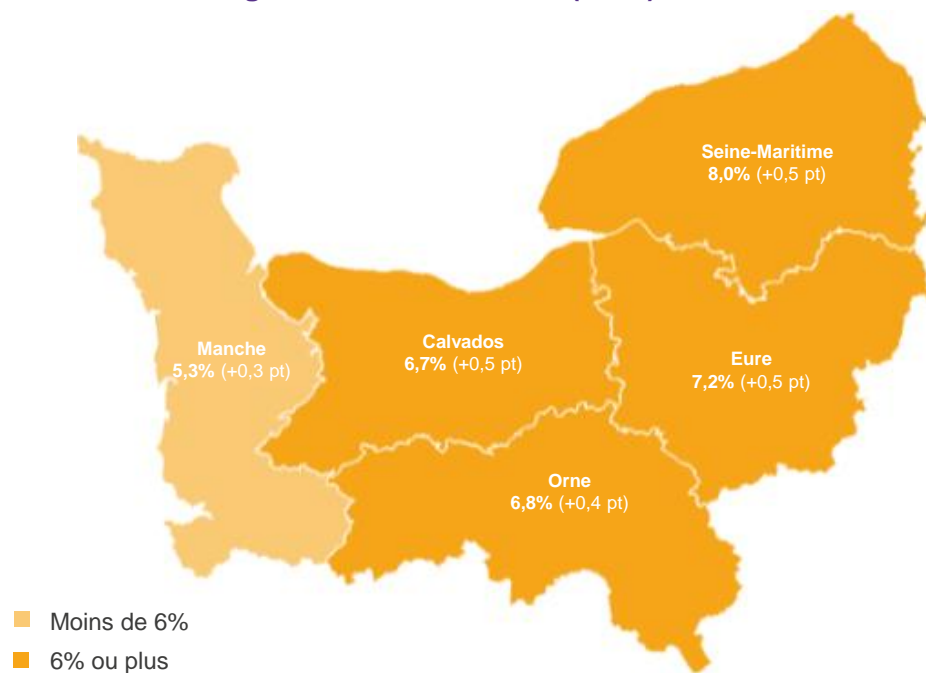 Seine-Maritime
8,0% (+0,5 pt)
Manche
5,3% (+0,3 pt)
Calvados
6,7% (+0,5 pt)
Eure
7,2% (+0,5 pt)
Orne
6,8% (+0,4 pt)
Moins de 6%
6% ou plus